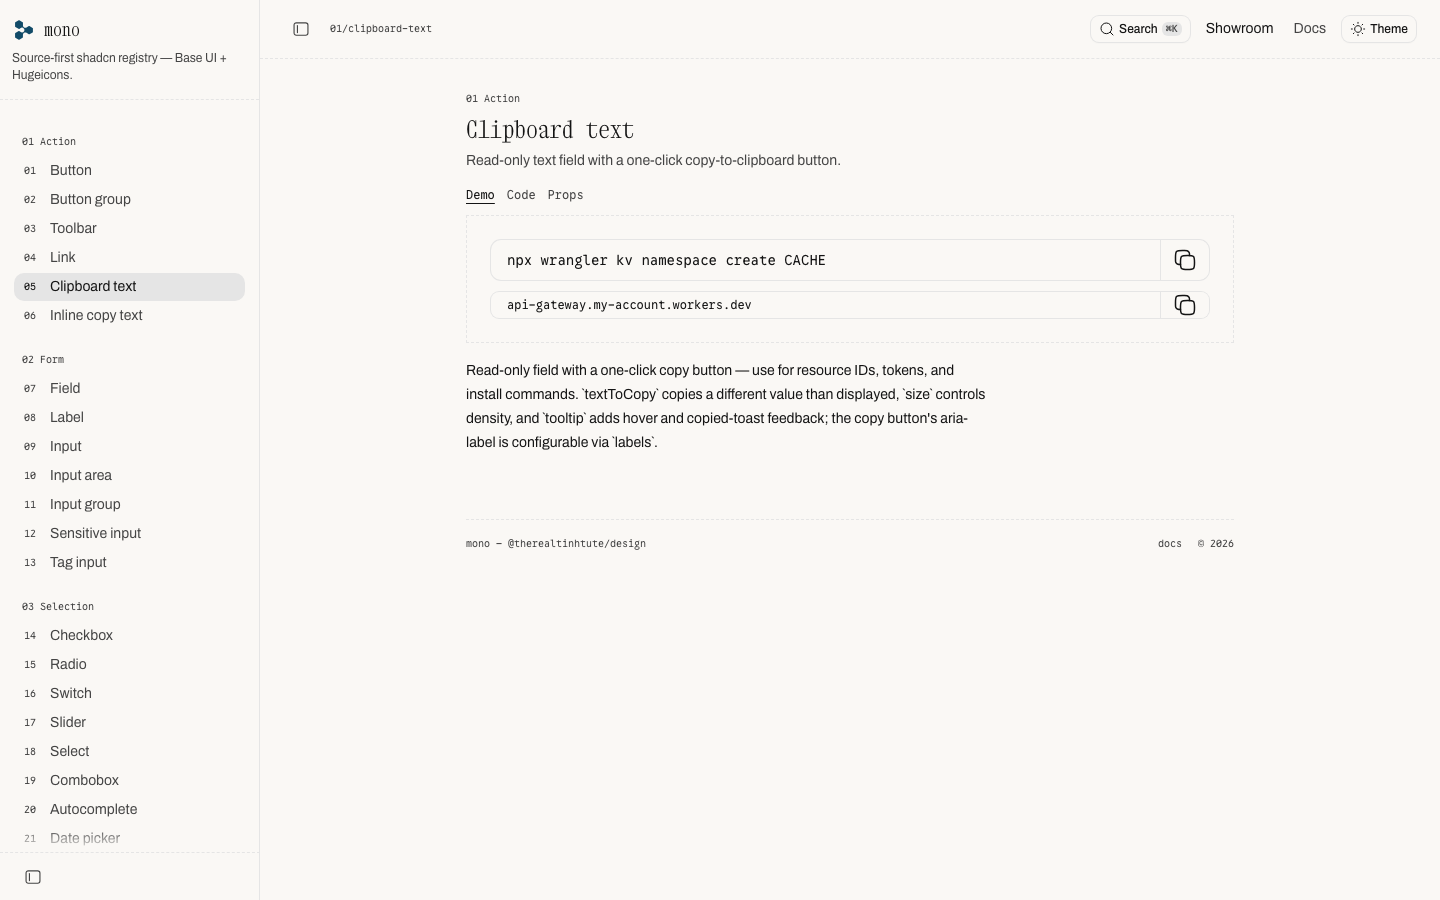 mono
Source-first shadcn registry — Base UI +
Hugeicons.
01 Action
01 Button
02 Button group
03 Toolbar
04 Link
05 Clipboard text
06 Inline copy text
02 Form
07 Field
08 Label
09 Input
10 Input area
11 Input group
12 Sensitive input
13 Tag input
03 Selection
14 Checkbox
15 Radio
16 Switch
17 Slider
18 Select
19 Combobox
20 Autocomplete
21 Date picker
01/clipboard-text
Search ⌘K
Showroom
Docs
Theme
01 Action
Clipboard text
Read-only text field with a one-click copy-to-clipboard button.
Demo Code Props
npx wrangler kv namespace create CACHE
api-gateway.my-account.workers.dev
Read-only field with a one-click copy button — use for resource IDs, tokens, and
install commands. `textToCopy` copies a different value than displayed, `size` controls
density, and `tooltip` adds hover and copied-toast feedback; the copy button's aria-
label is configurable via `labels`.
mono — @therealtinhtute/design
docs © 2026